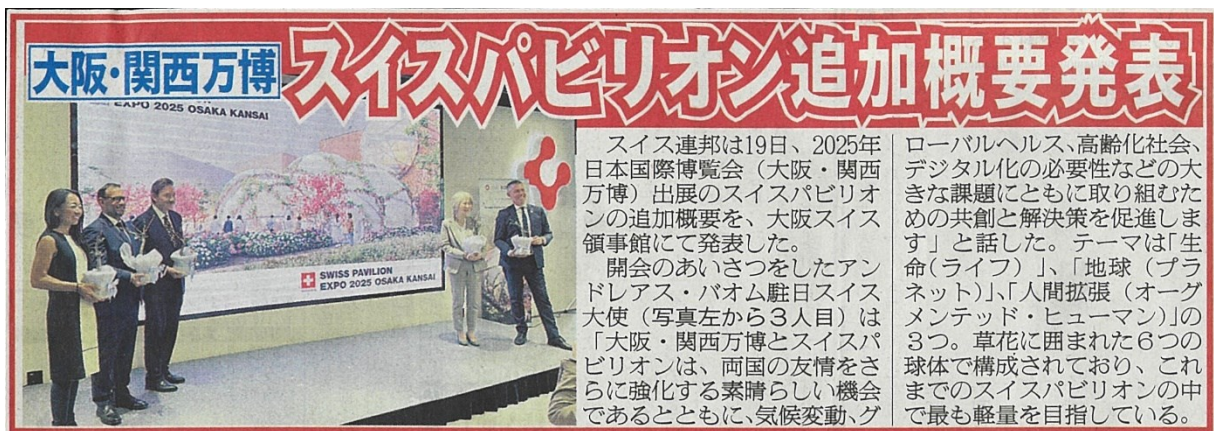 大阪・関西万博
スイスパビリオン追加概要発表
EXPO 2025 OSAKA KANSAI
SWISS PAVILION
EXPO 2025 OSAKA KANSAI
スイス連邦は19日、2025年
日本国際博覧会（大阪・関西
万博）出展のスイスパビリオ
ンの追加概要を、大阪スイス
領事館にて発表した。
開会のあいさつをしたアン
ドレアス・バオム駐日スイス
大使（写真左から３人目）は
「大阪・関西万博とスイスパ
ビリオンは、両国の友情をさ
らに強化する素晴らしい機会
であるとともに、気候変動、グ
ローバルヘルス、高齢化社会、
デジタル化の必要性などの大
きな課題にともに取り組むた
めの共創と解決策を促進しま
す」と話した。テーマは「生
命（ライフ）」、「地球（プラ
ネット）」、「人間拡張（オーグ
メンテッド・ヒューマン）」の
３つ。草花に囲まれた６つの
球体で構成されており、これ
までのスイスパビリオンの中
で最も軽量を目指している。